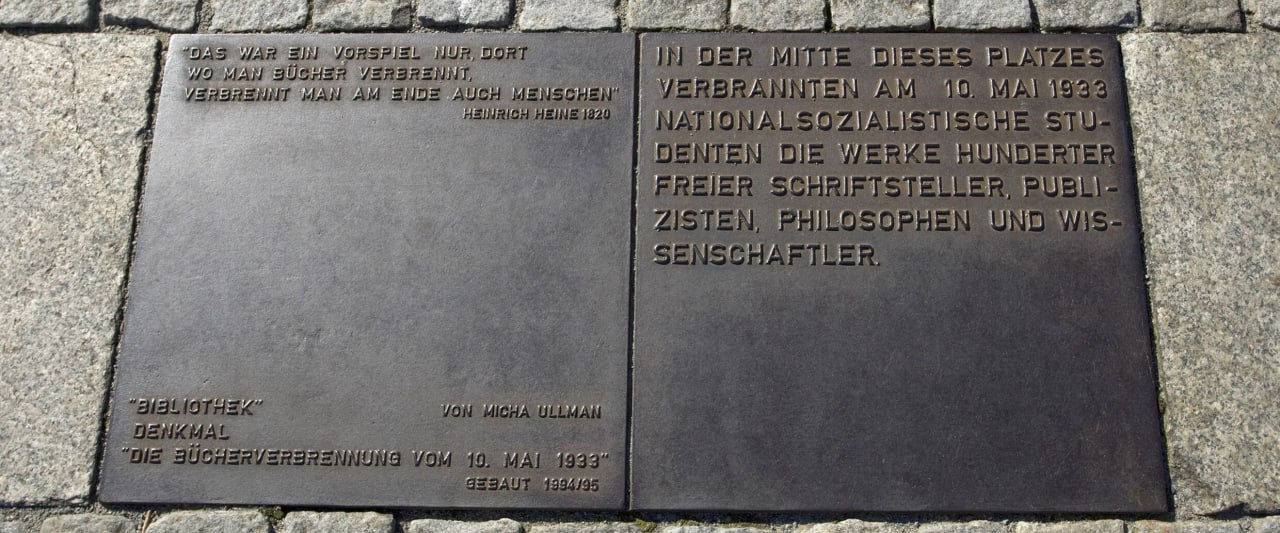 "DAS WAR EIN VORSPIEL NUR, DORT
WO MAN BÜCHER VERBRENNT,
VERBRENNT MAN AM ENDE AUCH MENSCHEN"
HEINRICH HEINE 1820
"BIBLIOTHEK" VON MICHA ULLMAN
DENKMAL
"DIE BÜCHERVERBRENNUNG VOM 10. MAI 1933"
GEBAUT 1994/95
IN DER MITTE DIESES PLATZES
VERBRANNTEN AM 10. MAI 1933
NATIONALSOZIALISTISCHE STU-
DENTEN DIE WERKE HUNDERTER
FREIER SCHRIFTSTELLER, PUBLI-
ZISTEN, PHILOSOPHEN UND WIS-
SENSCHAFTLER.